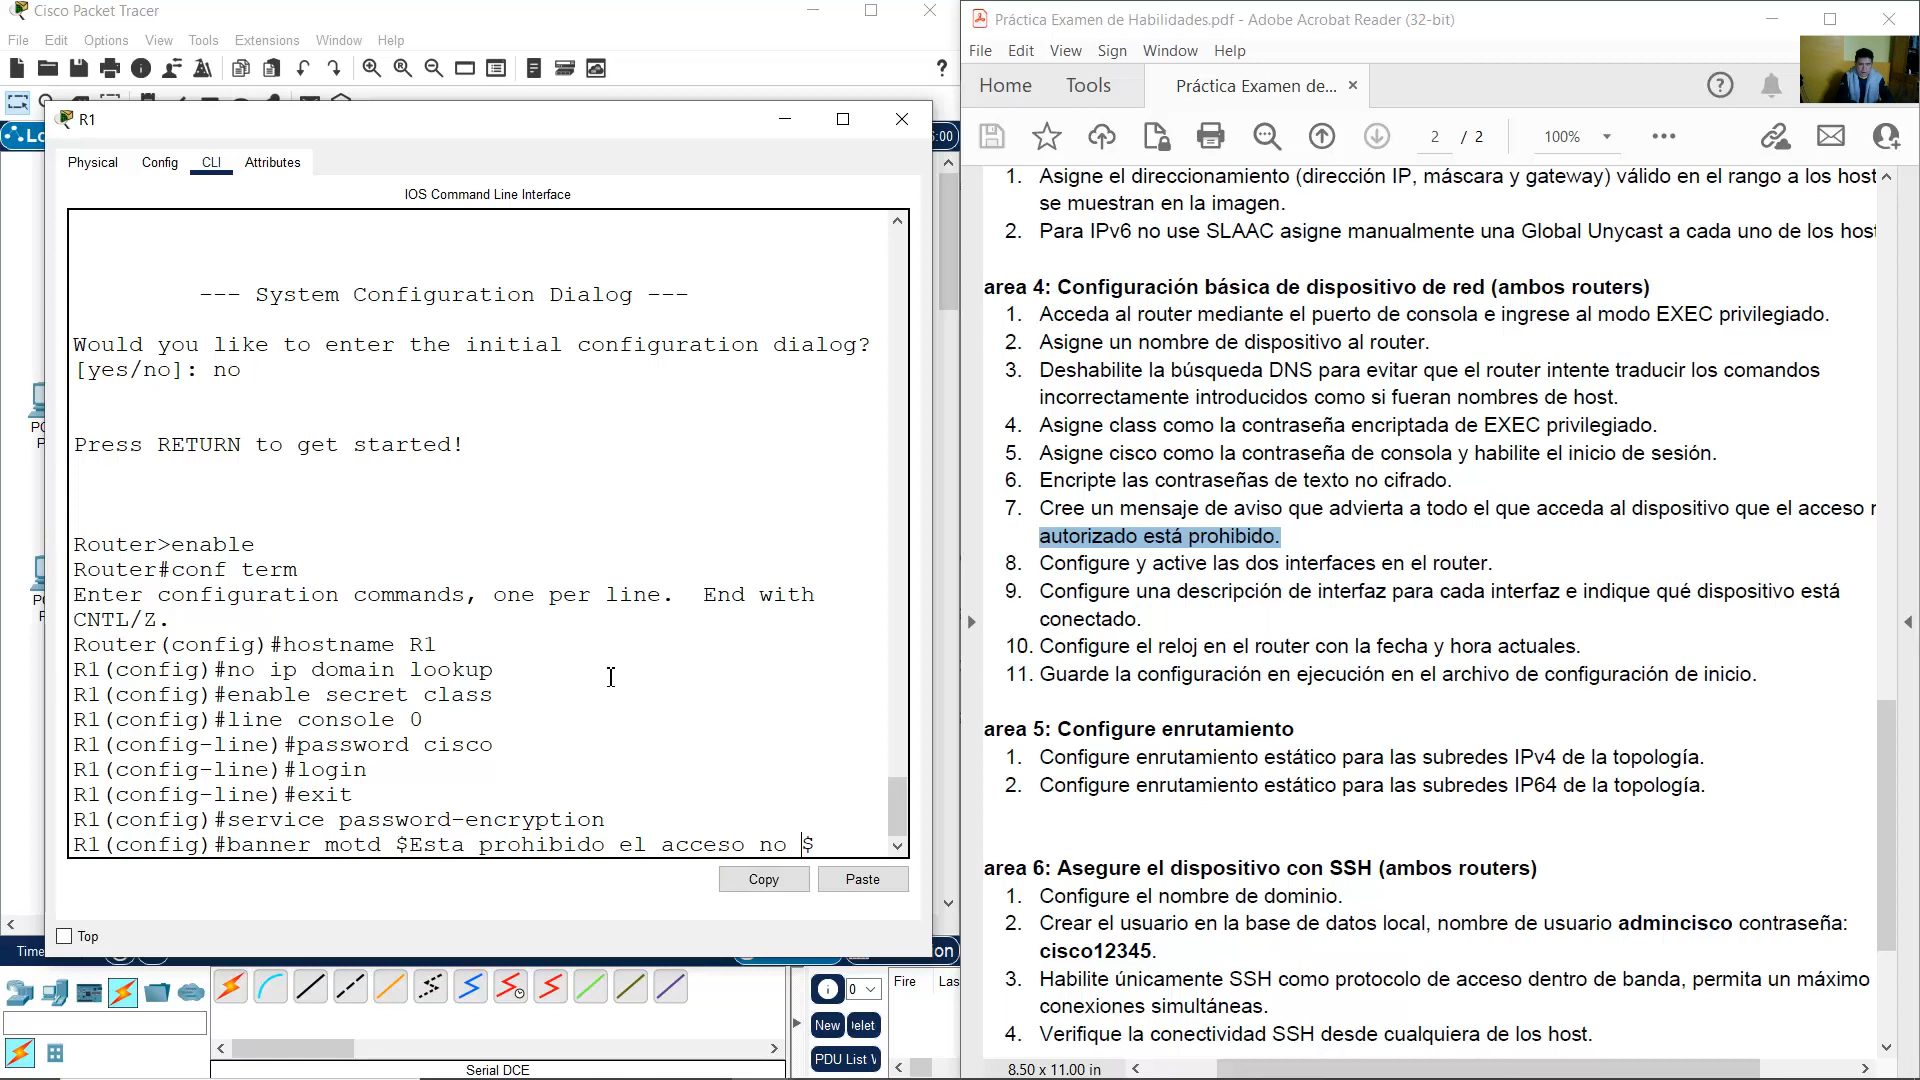 Cisco Packet Tracer
File Edit Options View Tools Extensions Window Help
R1
Physical Config CLI Attributes
IOS Command Line Interface
--- System Configuration Dialog ---
Would you like to enter the initial configuration dialog?
[yes/no]: no
Press RETURN to get started!
Router>enable
Router#conf term
Enter configuration commands, one per line.  End with
CNTL/Z.
Router(config)#hostname R1
R1(config)#no ip domain lookup
R1(config)#enable secret class
R1(config)#line console 0
R1(config-line)#password cisco
R1(config-line)#login
R1(config-line)#exit
R1(config)#service password-encryption
R1(config)#banner motd $Esta prohibido el acceso no $
Copy Paste
Top
Time
0
Fire Las
New
PDU List
Serial DCE
Práctica Examen de Habilidades.pdf - Adobe Acrobat Reader (32-bit)
File Edit View Sign Window Help
Home Tools Práctica Examen de... ×
2 / 2 100%
1. Asigne el direccionamiento (dirección IP, máscara y gateway) válido en el rango a los host
se muestran en la imagen.
2. Para IPv6 no use SLAAC asigne manualmente una Global Unycast a cada uno de los host
area 4: Configuración básica de dispositivo de red (ambos routers)
1. Acceda al router mediante el puerto de consola e ingrese al modo EXEC privilegiado.
2. Asigne un nombre de dispositivo al router.
3. Deshabilite la búsqueda DNS para evitar que el router intente traducir los comandos
incorrectamente introducidos como si fueran nombres de host.
4. Asigne class como la contraseña encriptada de EXEC privilegiado.
5. Asigne cisco como la contraseña de consola y habilite el inicio de sesión.
6. Encripte las contraseñas de texto no cifrado.
7. Cree un mensaje de aviso que advierta a todo el que acceda al dispositivo que el acceso
autorizado está prohibido.
8. Configure y active las dos interfaces en el router.
9. Configure una descripción de interfaz para cada interfaz e indique qué dispositivo está
conectado.
10. Configure el reloj en el router con la fecha y hora actuales.
11. Guarde la configuración en ejecución en el archivo de configuración de inicio.
area 5: Configure enrutamiento
1. Configure enrutamiento estático para las subredes IPv4 de la topología.
2. Configure enrutamiento estático para las subredes IP64 de la topología.
area 6: Asegure el dispositivo con SSH (ambos routers)
1. Configure el nombre de dominio.
2. Crear el usuario en la base de datos local, nombre de usuario admincisco contraseña:
cisco12345.
3. Habilite únicamente SSH como protocolo de acceso dentro de banda, permita un máximo
conexiones simultáneas.
4. Verifique la conectividad SSH desde cualquiera de los host.
8.50 x 11.00 in